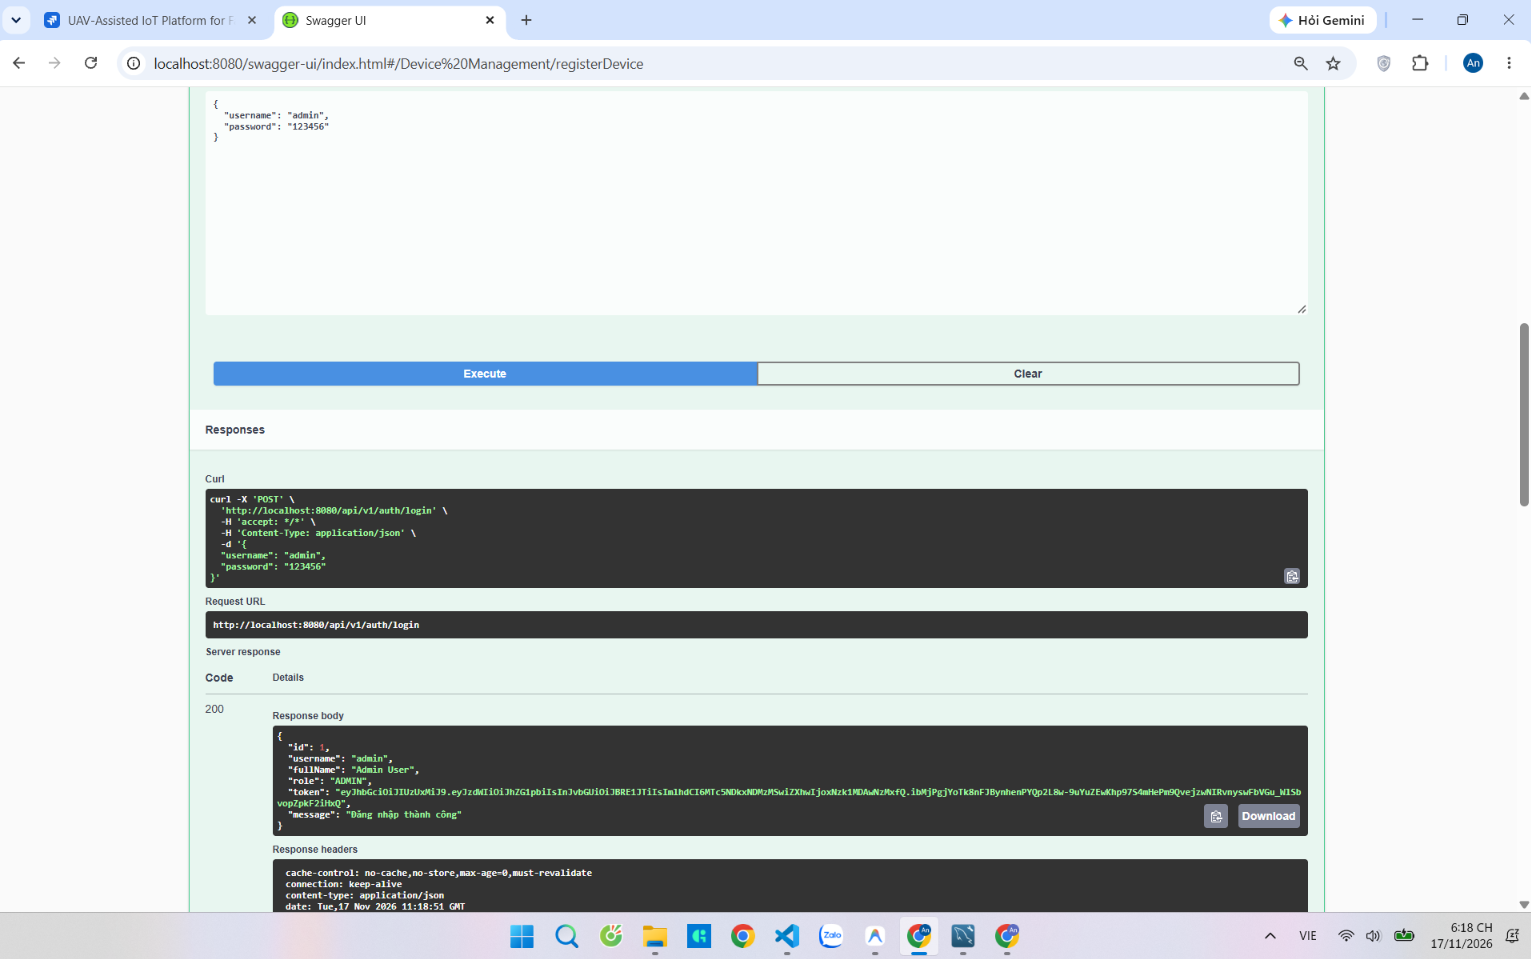 UAV-Assisted IoT Platform for F
Swagger UI
Hỏi Gemini
localhost:8080/swagger-ui/index.html#/Device%20Management/registerDevice
An
{
"username": "admin",
"password": "123456"
}
Execute
Clear
Responses
Curl
curl -X 'POST' \
'http://localhost:8080/api/v1/auth/login' \
-H 'accept: */*' \
-H 'Content-Type: application/json' \
-d '{
"username": "admin",
"password": "123456"
}'
Request URL
http://localhost:8080/api/v1/auth/login
Server response
Code
Details
200
Response body
{
"id": 1,
"username": "admin",
"fullName": "Admin User",
"role": "ADMIN",
"token": 
"message": "Đăng nhập thành công"
}
Download
Response headers
cache-control: no-cache,no-store,max-age=0,must-revalidate
connection: keep-alive
content-type: application/json
date: Tue,17 Nov 2026 11:18:51 GMT
Zalo
An
An
VIE
6:18 CH
17/11/2026